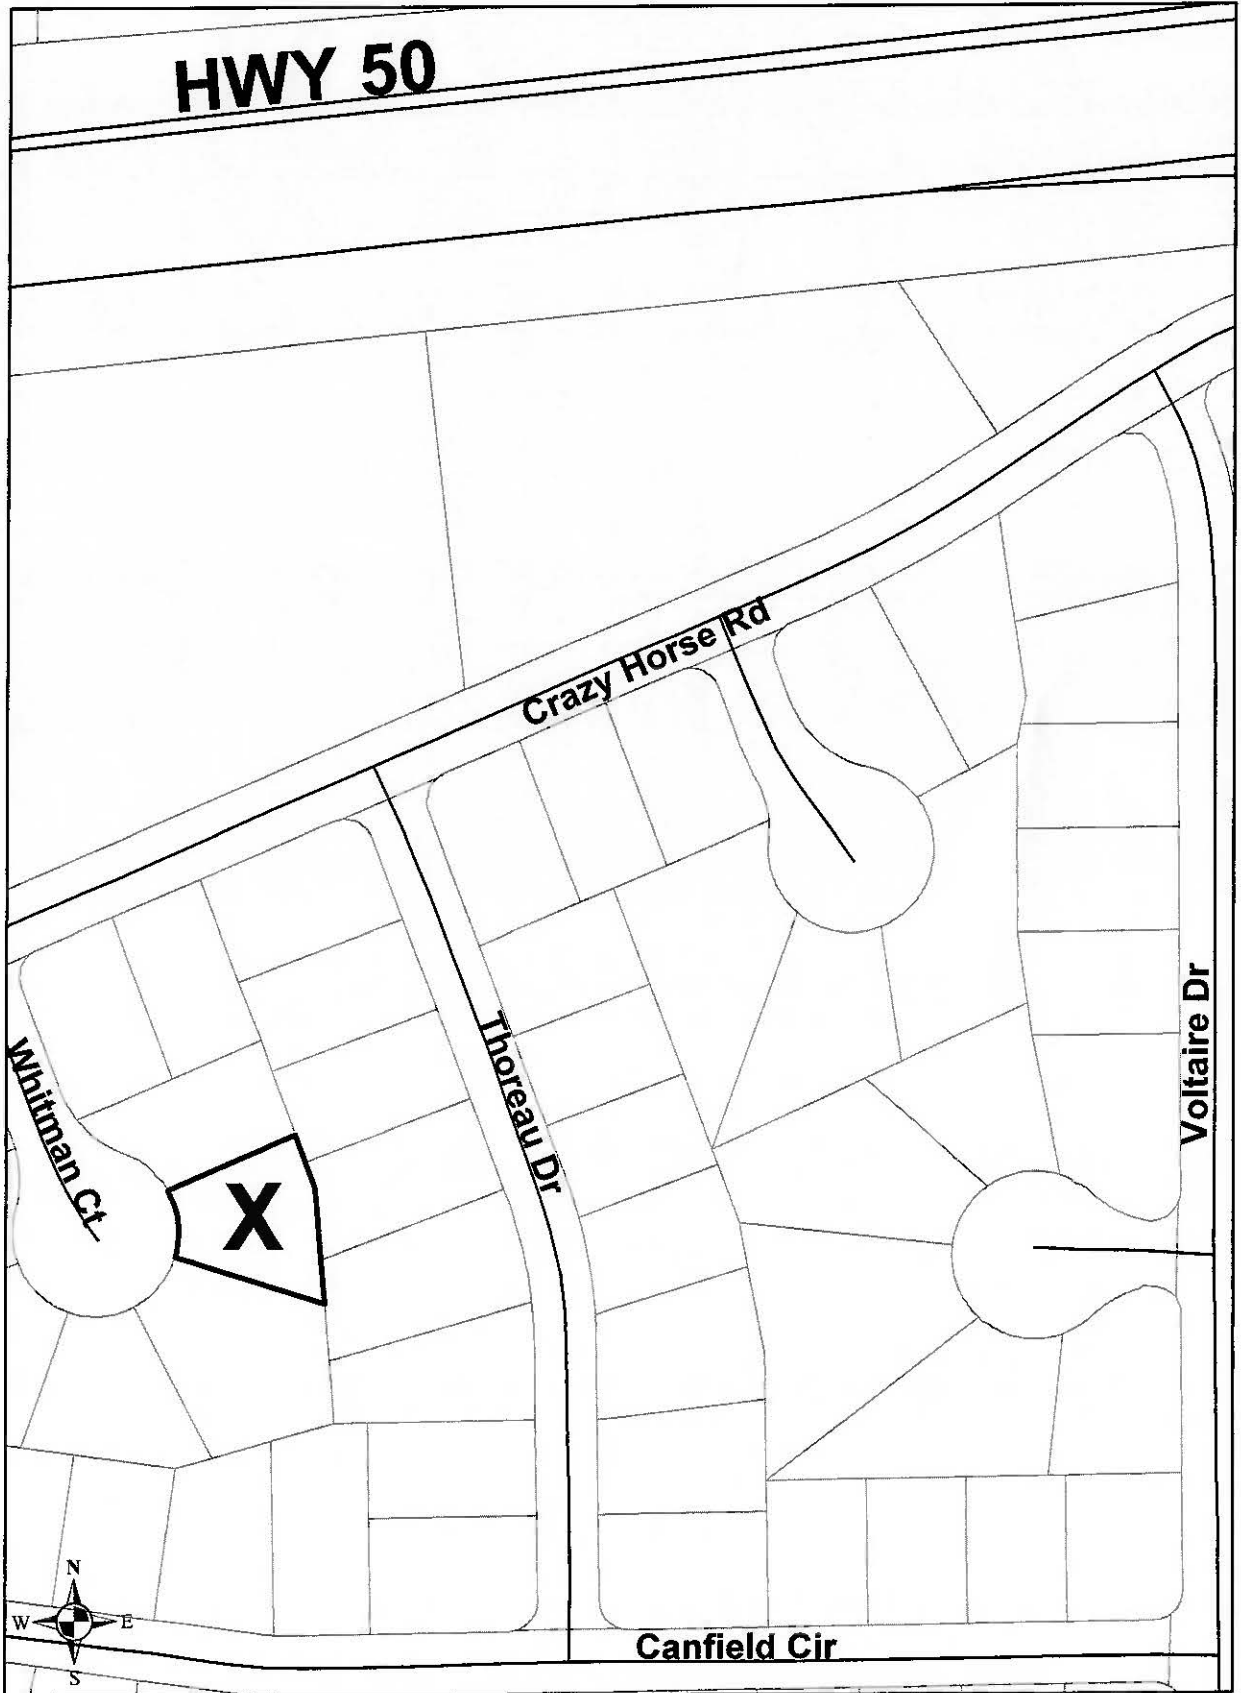 HWY 50
Crazy Horse Rd
Thoreau Dr
Voltaire Dr
Whitman Ct
X
N
W E
S
Canfield Cir